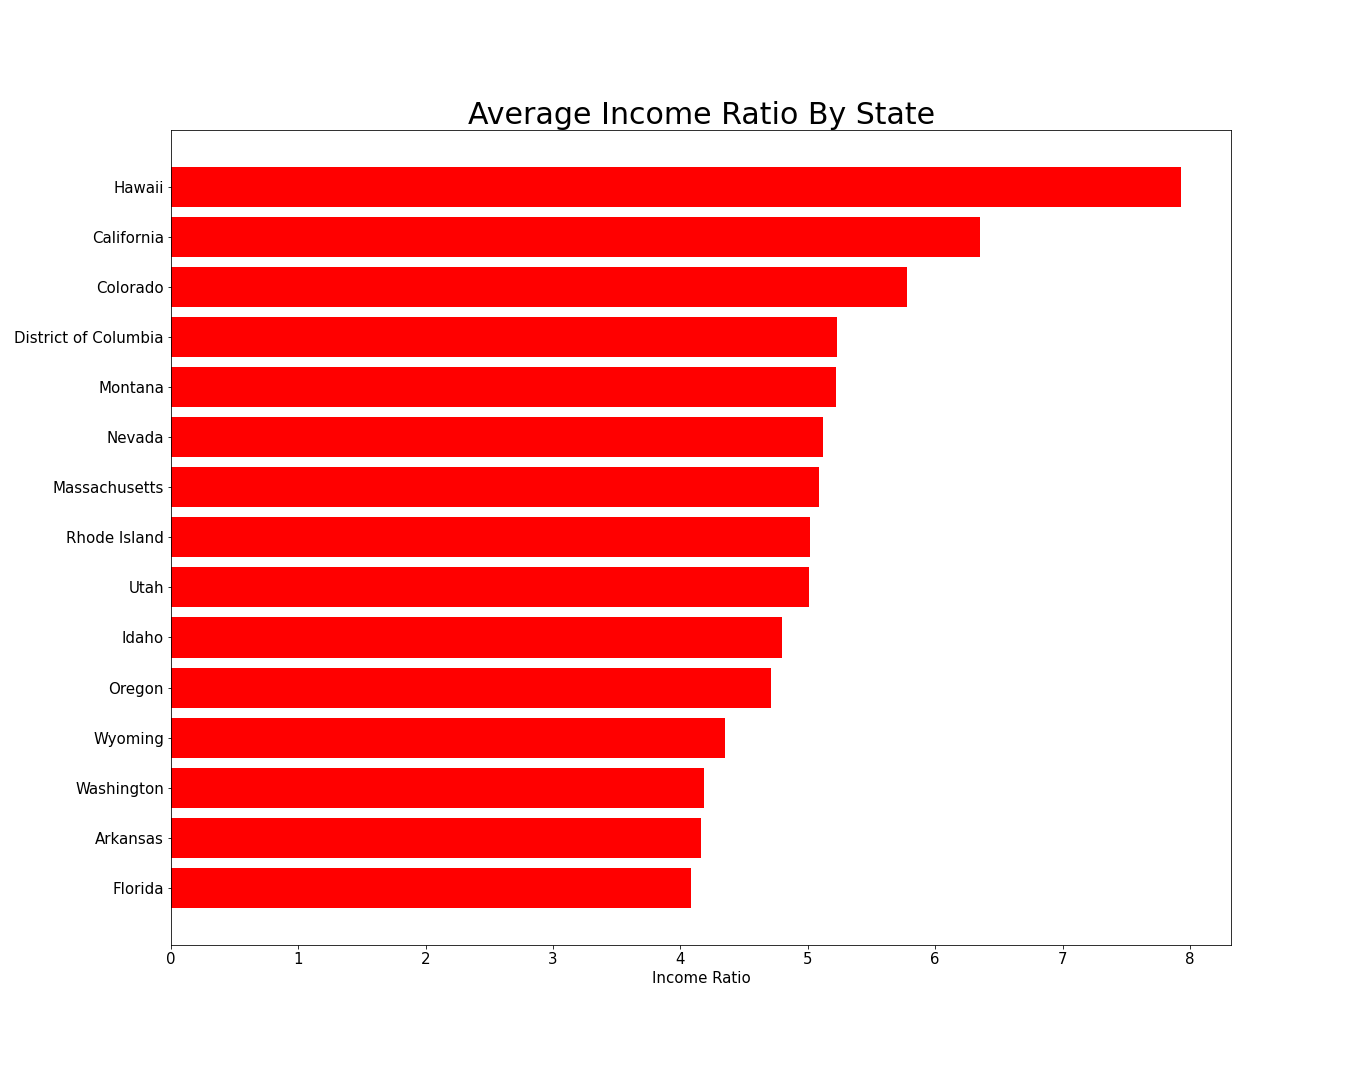 Average Income Ratio By State
Hawaii
California
Colorado
District of Columbia
Montana
Nevada
Massachusetts
Rhode Island
Utah
Idaho
Oregon
Wyoming
Washington
Arkansas
Florida
0 1 2 3 4 5 6 7 8
Income Ratio